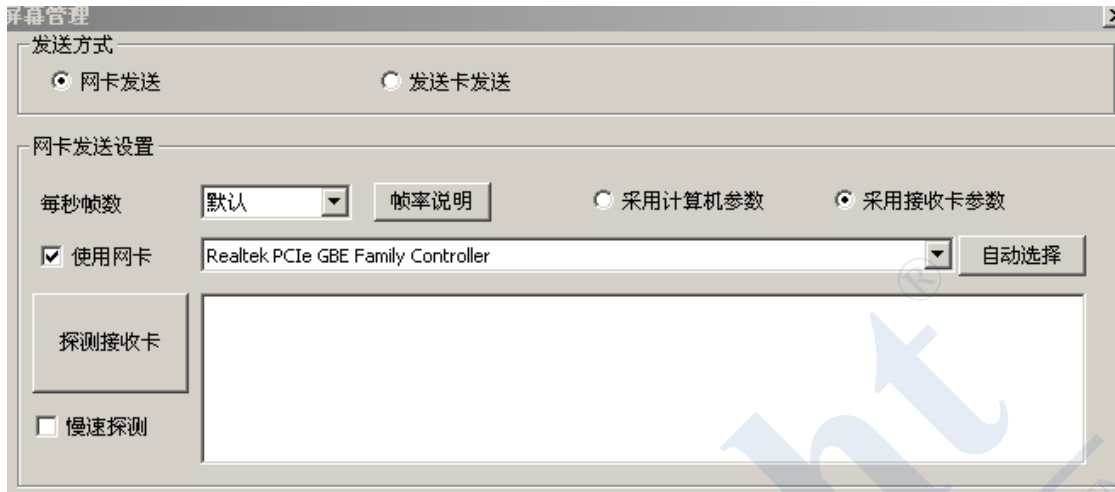 屏幕管理
发送方式
网卡发送 发送卡发送
网卡发送设置
每秒帧数 默认 帧率说明 采用计算机参数 采用接收卡参数
使用网卡 Realtek PCIe GBE Family Controller 自动选择
探测接收卡
慢速探测
ht
®